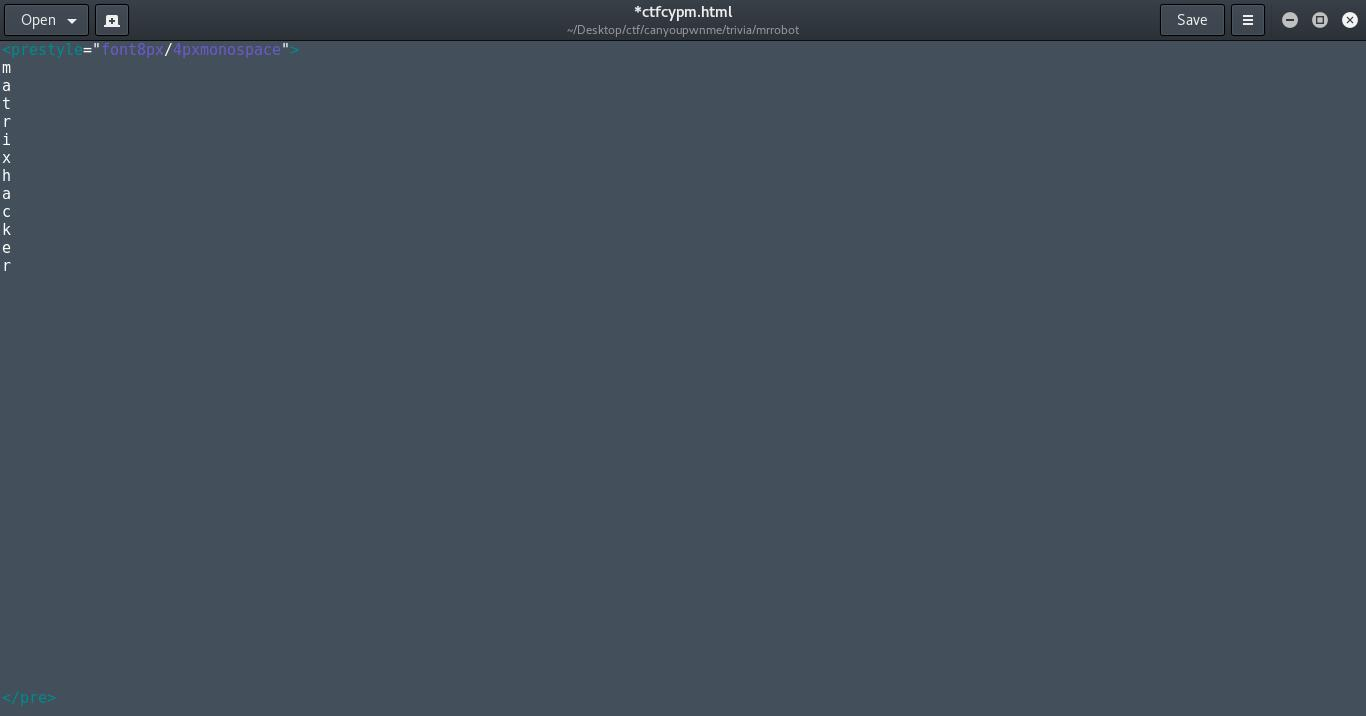 Open
*ctfcypm.html
~/Desktop/ctf/canyoupwnme/trivia/mrrobot
Save
<prestyle="font8px/4pxmonospace">
m
a
t
r
i
x
h
a
c
k
e
r
</pre>